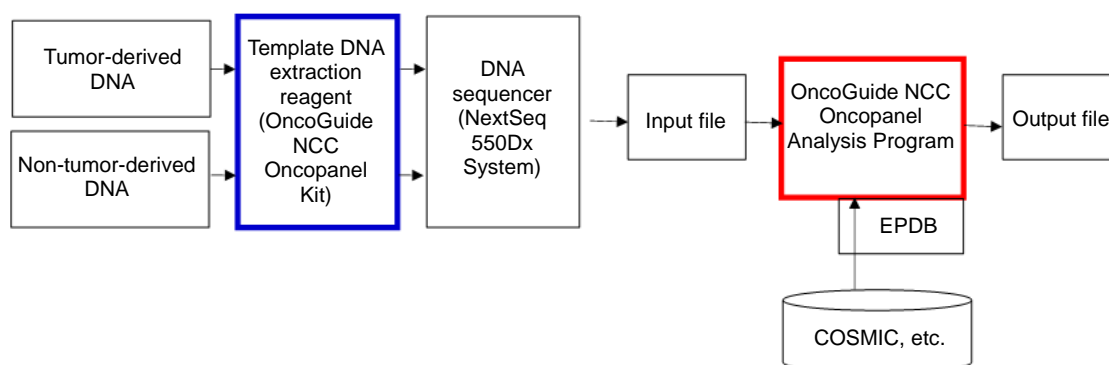 Tumor-derived
DNA
Non-tumor-derived
DNA
Template DNA
extraction
reagent
(OncoGuide
NCC
Oncopanel
Kit)
DNA
sequencer
(NextSeq
550Dx
System)
Input file
OncoGuide NCC
Oncopanel
Analysis Program
Output file
EPDB
COSMIC, etc.